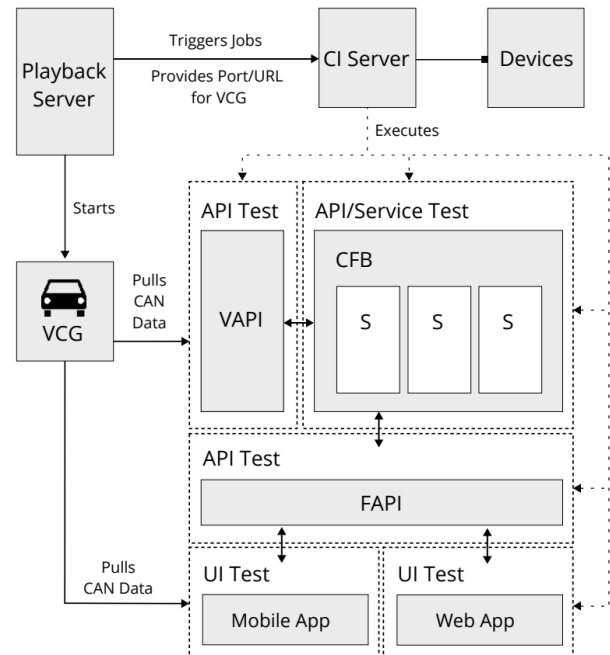 Playback
Server
Triggers Jobs
Provides Port/URL
for VCG
CI Server
Devices
Executes
Starts
API Test
API/Service Test
VCG
Pulls
CAN
Data
VAPI
CFB
S
S
S
API Test
FAPI
Pulls
CAN Data
UI Test
UI Test
Mobile App
Web App